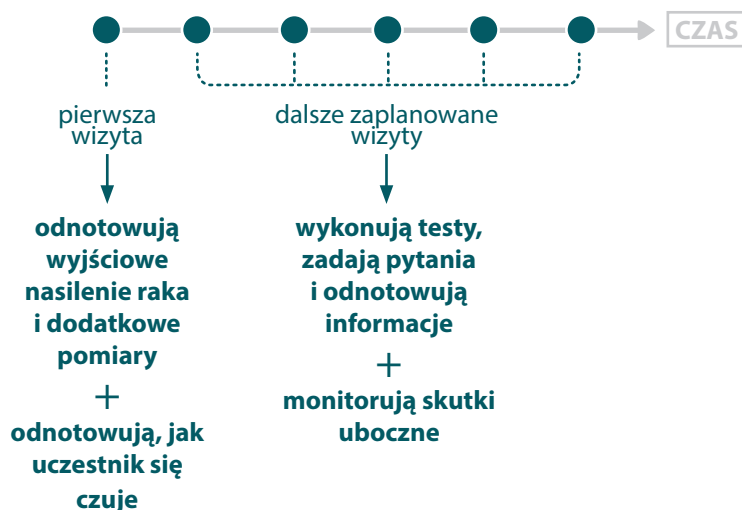 CZAS
pierwsza
wizyta
odnotowują
wyjściowe
nasilenie raka
i dodatkowe
pomiary
+
odnotowują, jak
uczestnik się
czuje
dalsze zaplanowane
wizyty
wykonują testy,
zadają pytania
i odnotowują
informacje
+
monitorują skutki
uboczne